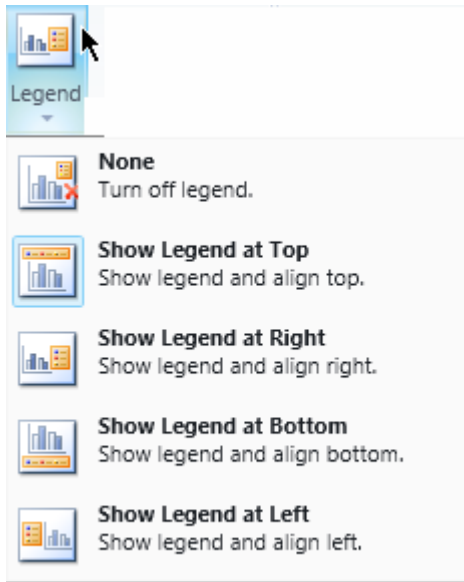 Legend
None
Turn off legend.
Show Legend at Top
Show legend and align top.
Show Legend at Right
Show legend and align right.
Show Legend at Bottom
Show legend and align bottom.
Show Legend at Left
Show legend and align left.